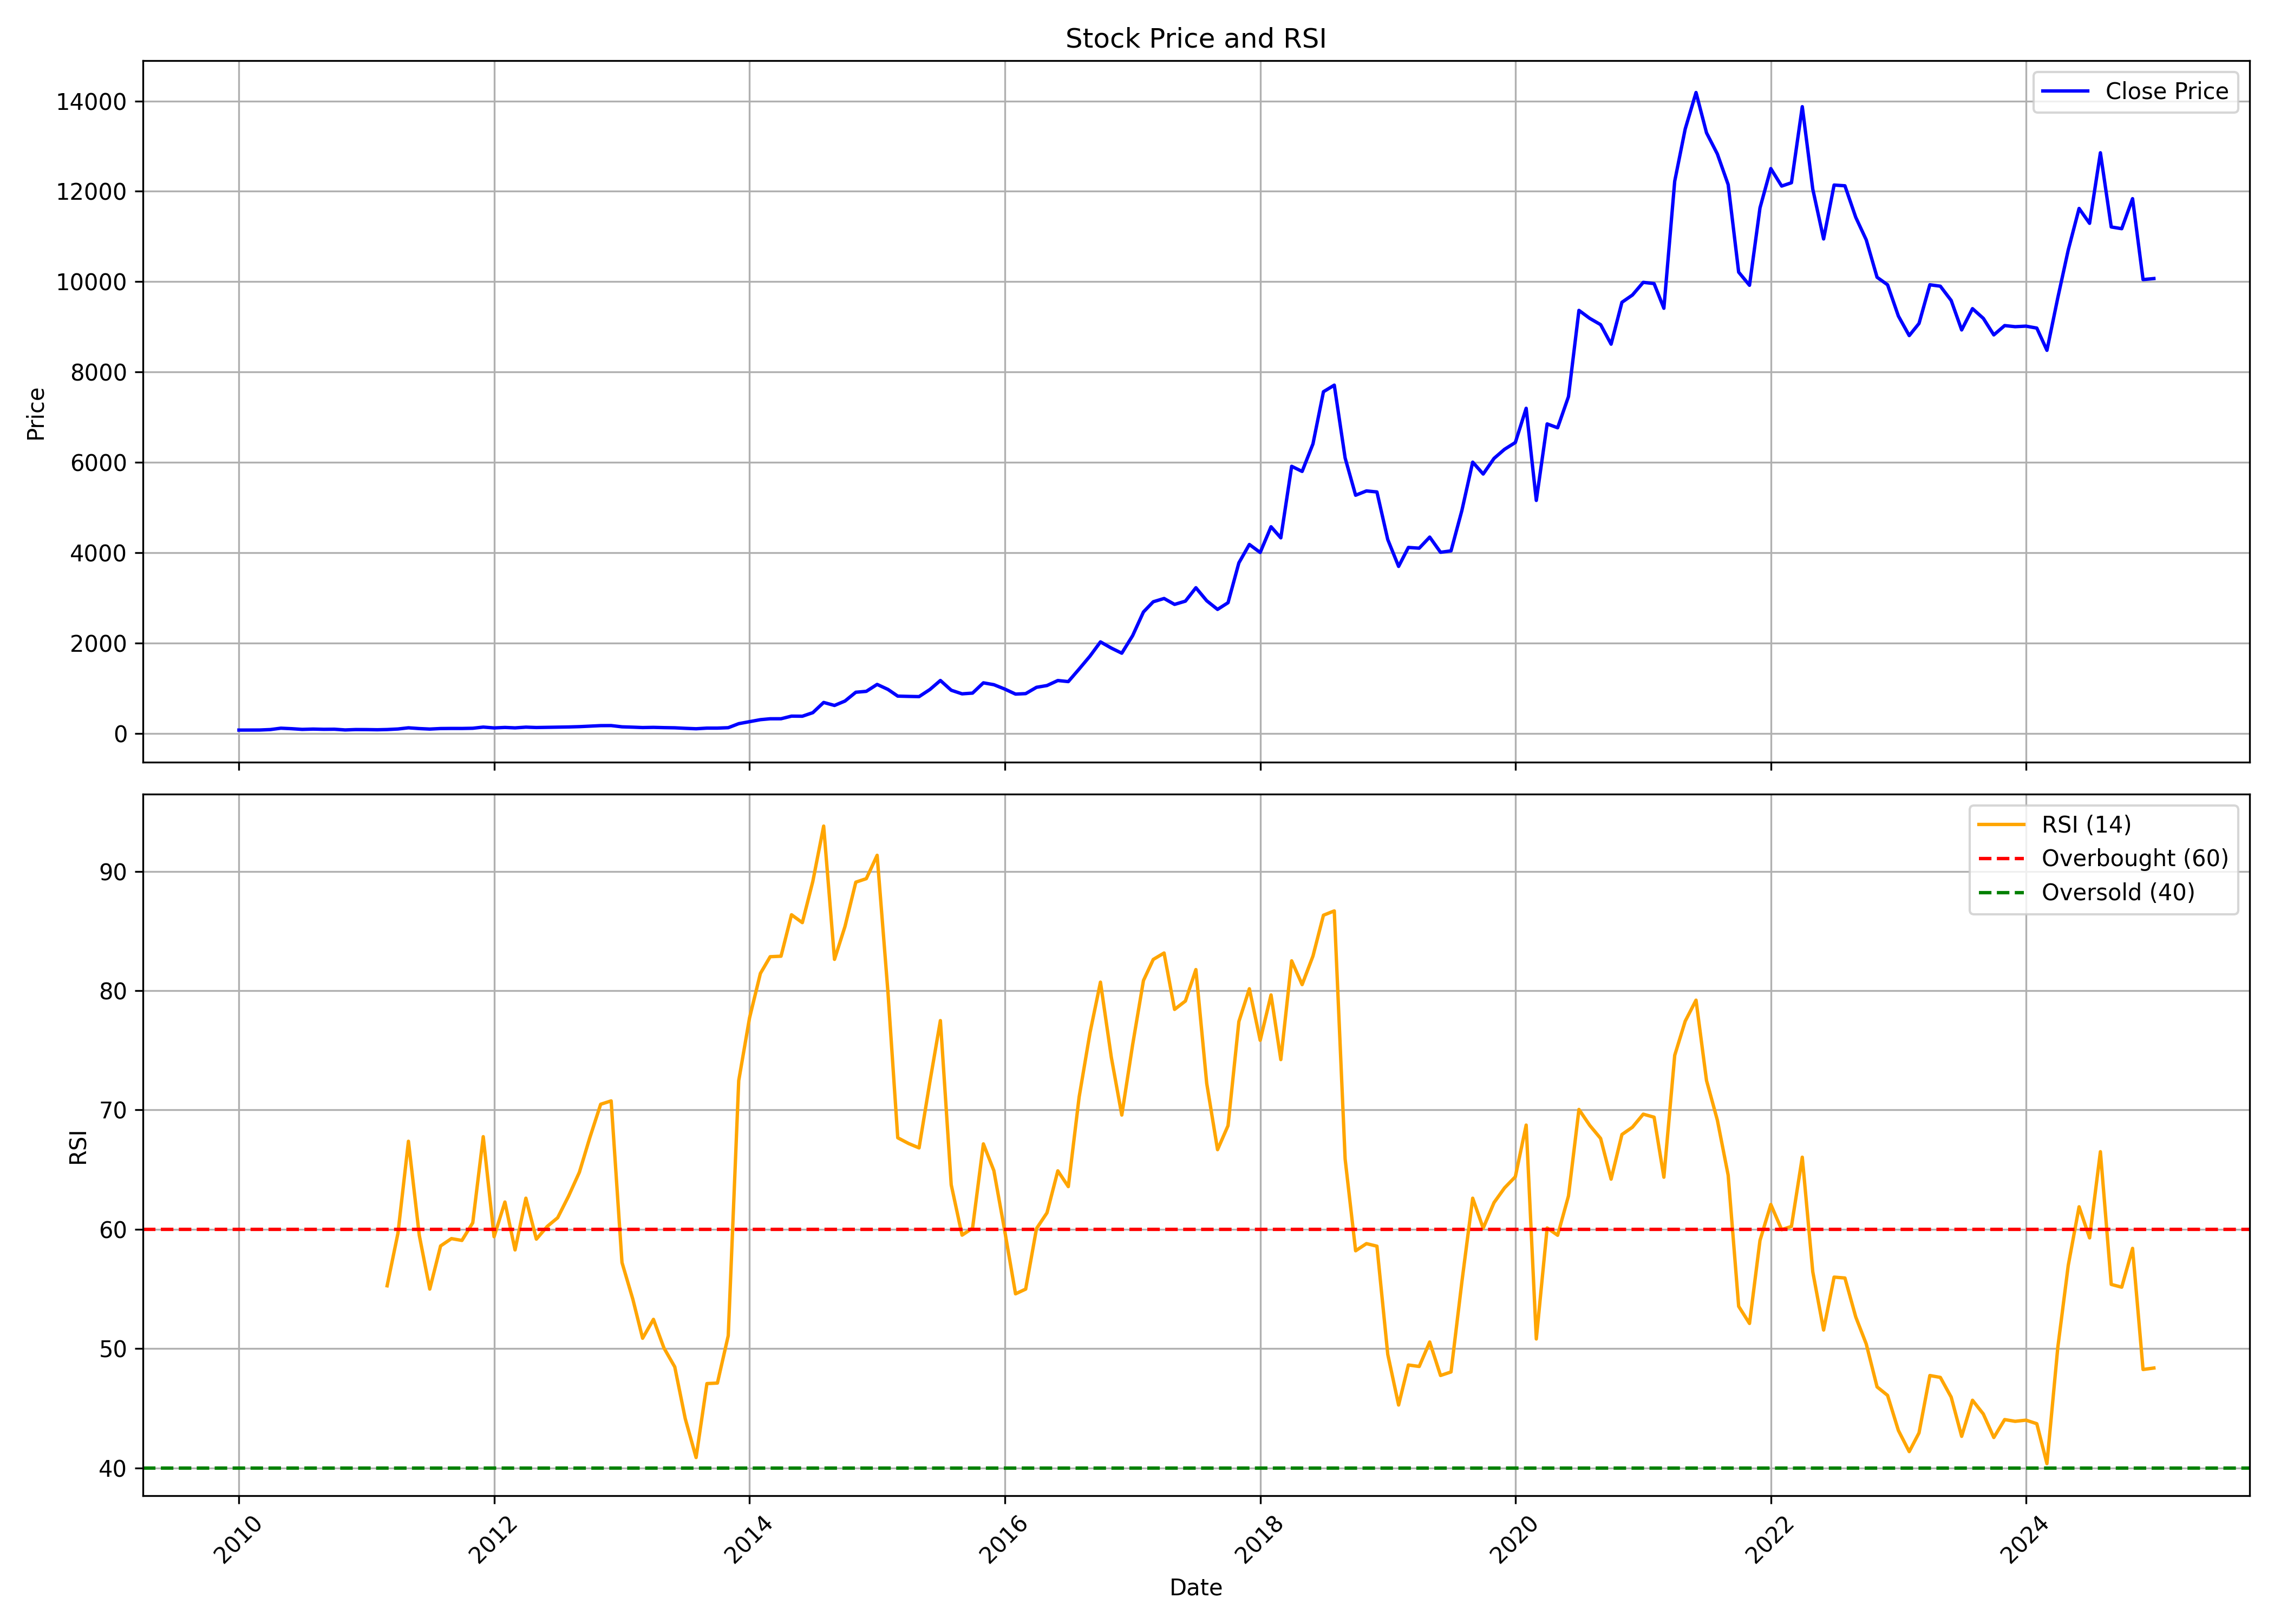 Stock Price and RSI
Close Price
14000
12000
10000
8000
6000
4000
2000
0
Price
RSI (14)
Overbought (60)
Oversold (40)
90
80
70
60
50
40
RSI
2010
2012
2014
2016
2018
2020
2022
2024
Date